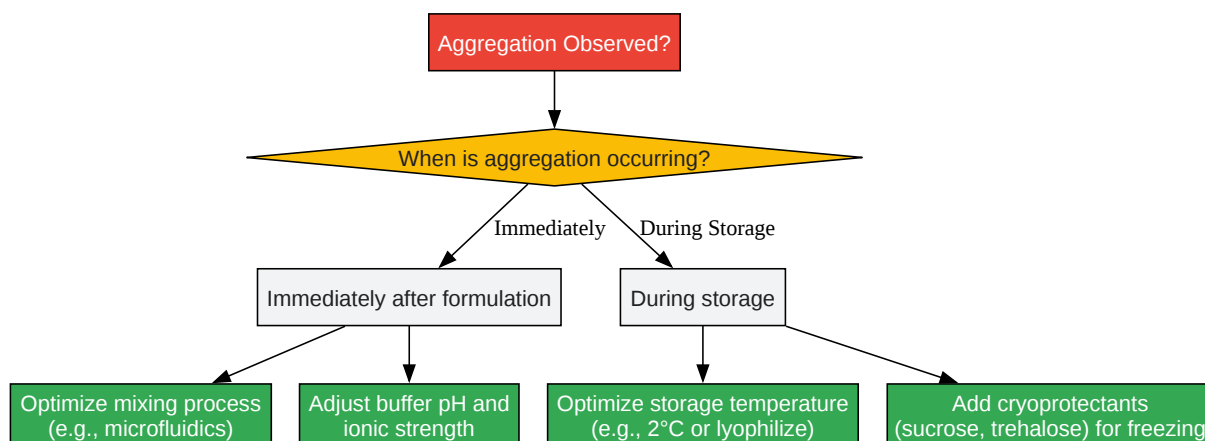 Aggregation Observed?
When is aggregation occurring?
Immediately
During Storage
Immediately after formulation
During storage
Optimize mixing process
(e.g., microfluidics)
Adjust buffer pH and
ionic strength
Optimize storage temperature
(e.g., 2°C or lyophilize)
Add cryoprotectants
(sucrose, trehalose) for freezing